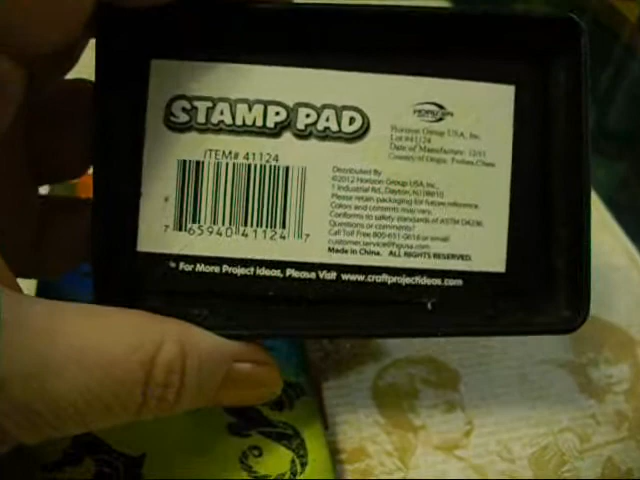 STAMP PAD
ITEM# 41124
7 65940 41124 7
HORIZON
Horizon Group USA, Inc.
Lot #41124
Date of Manufacture: 12/11
Country of Origin: China
Distributed By
©2012 Horizon Group USA, Inc.,
1 Industrial Rd., Dayton, NJ
Please retain packaging for future reference.
Colors and contents may vary.
Conforms to safety standards of ASTM D4236.
Questions or comments?
Call Toll Free 800-651-0616 or email:
customer.service@hgusa.com
Made in China. ALL RIGHTS RESERVED.
For More Project Ideas, Please Visit www.craftprojectideas.com